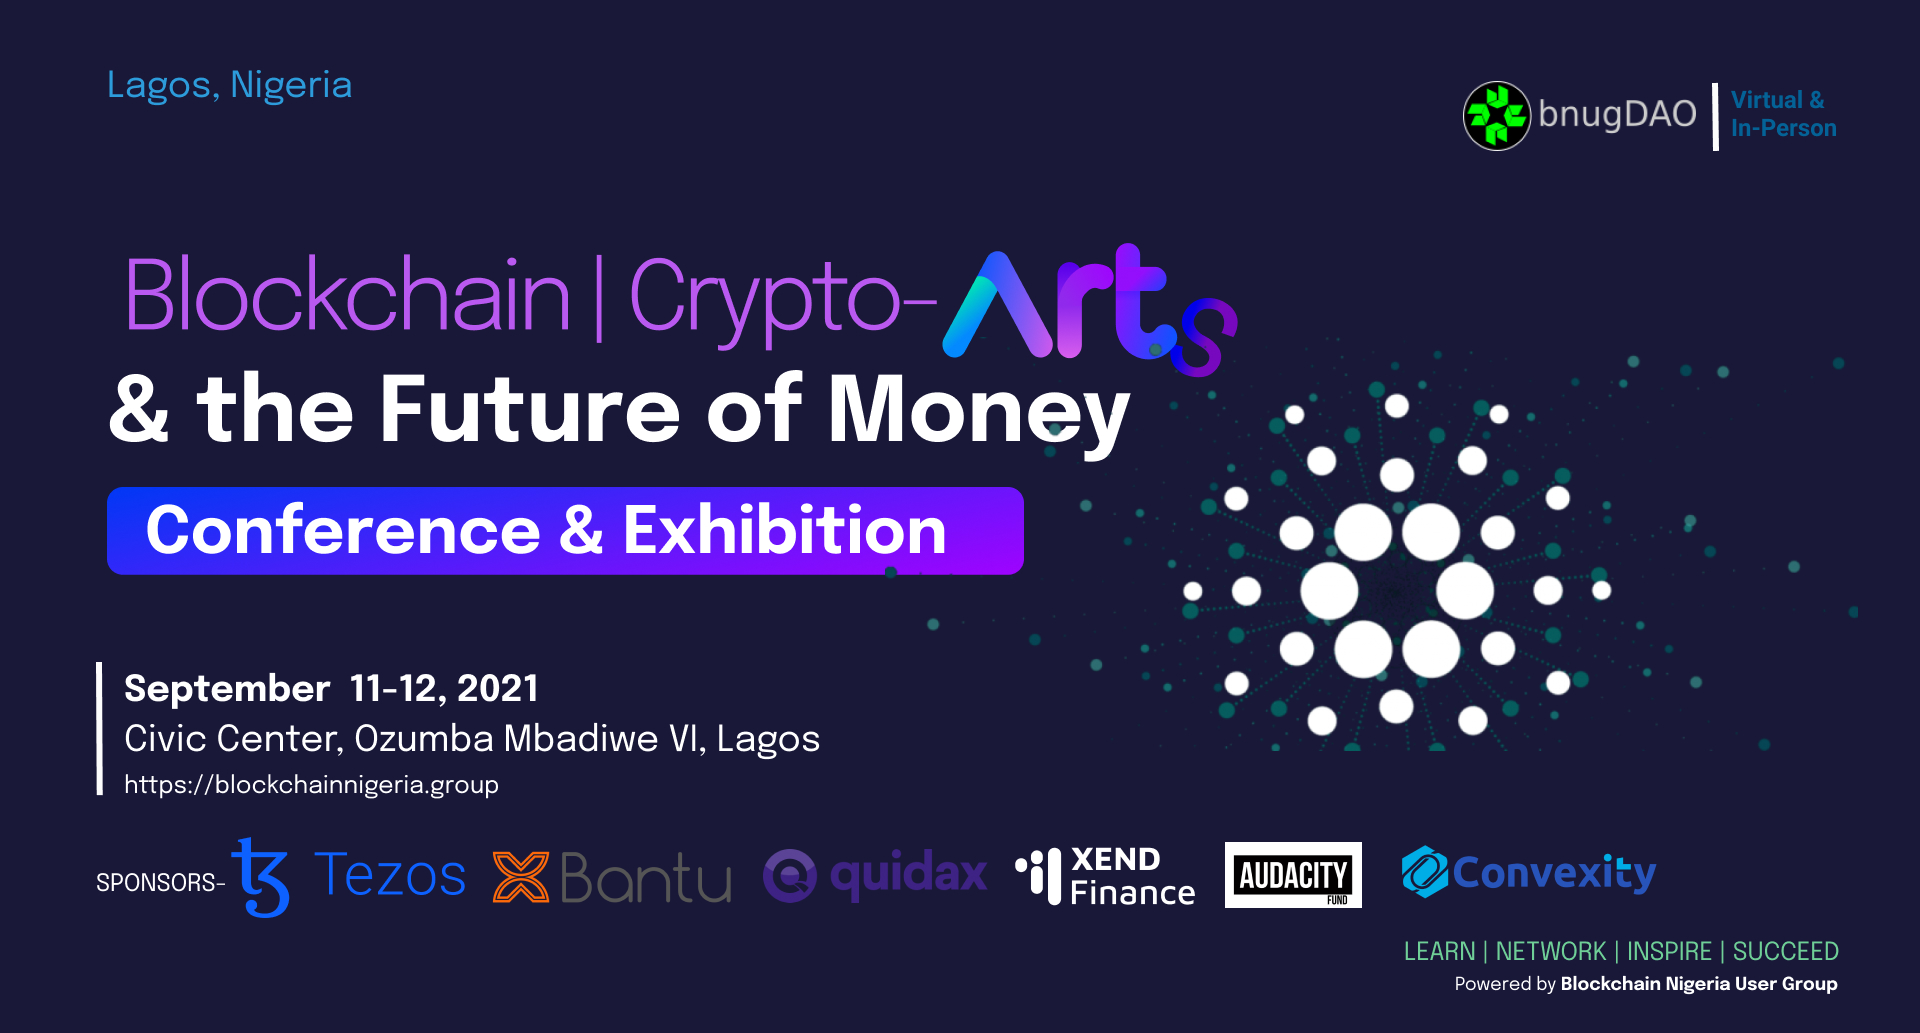 Lagos, Nigeria
bnugDAO
Virtual &
In-Person
Blockchain | Crypto-Arts
& the Future of Money
Conference & Exhibition
September 11-12, 2021
Civic Center, Ozumba Mbadiwe VI, Lagos
https://blockchainnigeria.group
SPONSORS-
Tezos
Bantu
quidax
XEND
Finance
AUDACITY
FUND
Convexity
LEARN | NETWORK | INSPIRE | SUCCEED
Powered by Blockchain Nigeria User Group